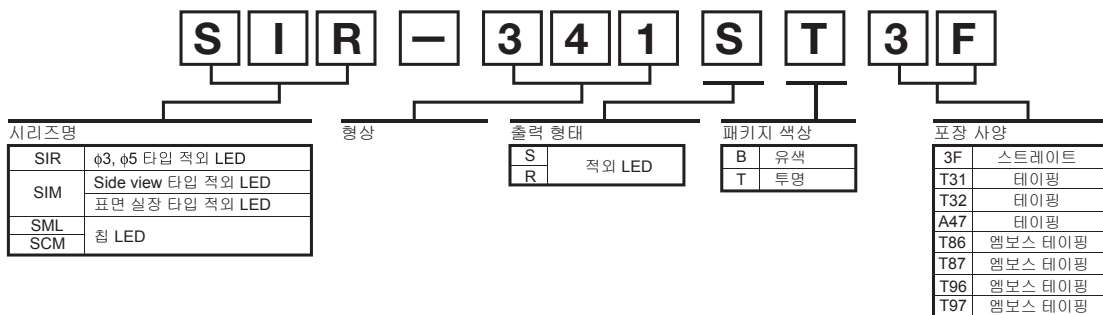 SIR－341ST3F
시리즈명
SIR φ3, φ5 타입 적외 LED
SIM Side view 타입 적외 LED
표면 실장 타입 적외 LED
SML 칩 LED
SCM
형상
출력 형태
S 적외 LED
R
패키지 색상
B 유색
T 투명
포장 사양
3F 스트레이트
T31 테이핑
T32 테이핑
A47 테이핑
T86 엠보스 테이핑
T87 엠보스 테이핑
T96 엠보스 테이핑
T97 엠보스 테이핑